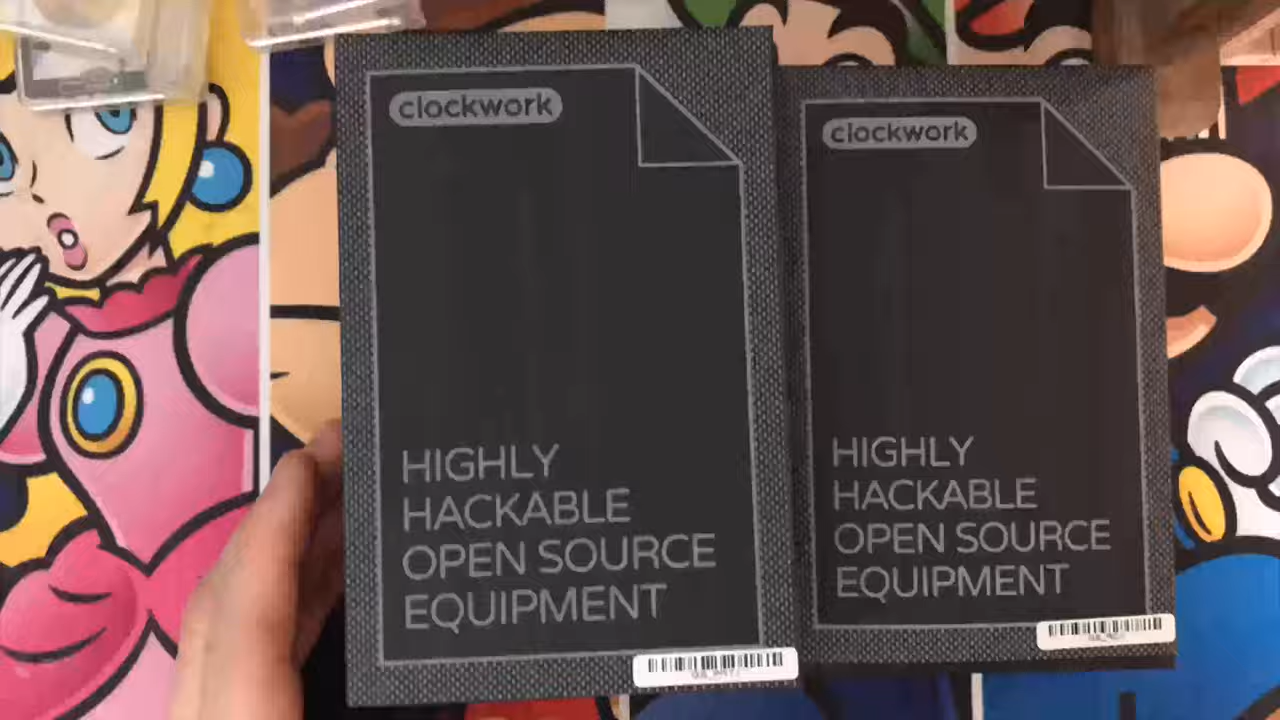 clockwork
HIGHLY
HACKABLE
OPEN SOURCE
EQUIPMENT
clockwork
HIGHLY
HACKABLE
OPEN SOURCE
EQUIPMENT